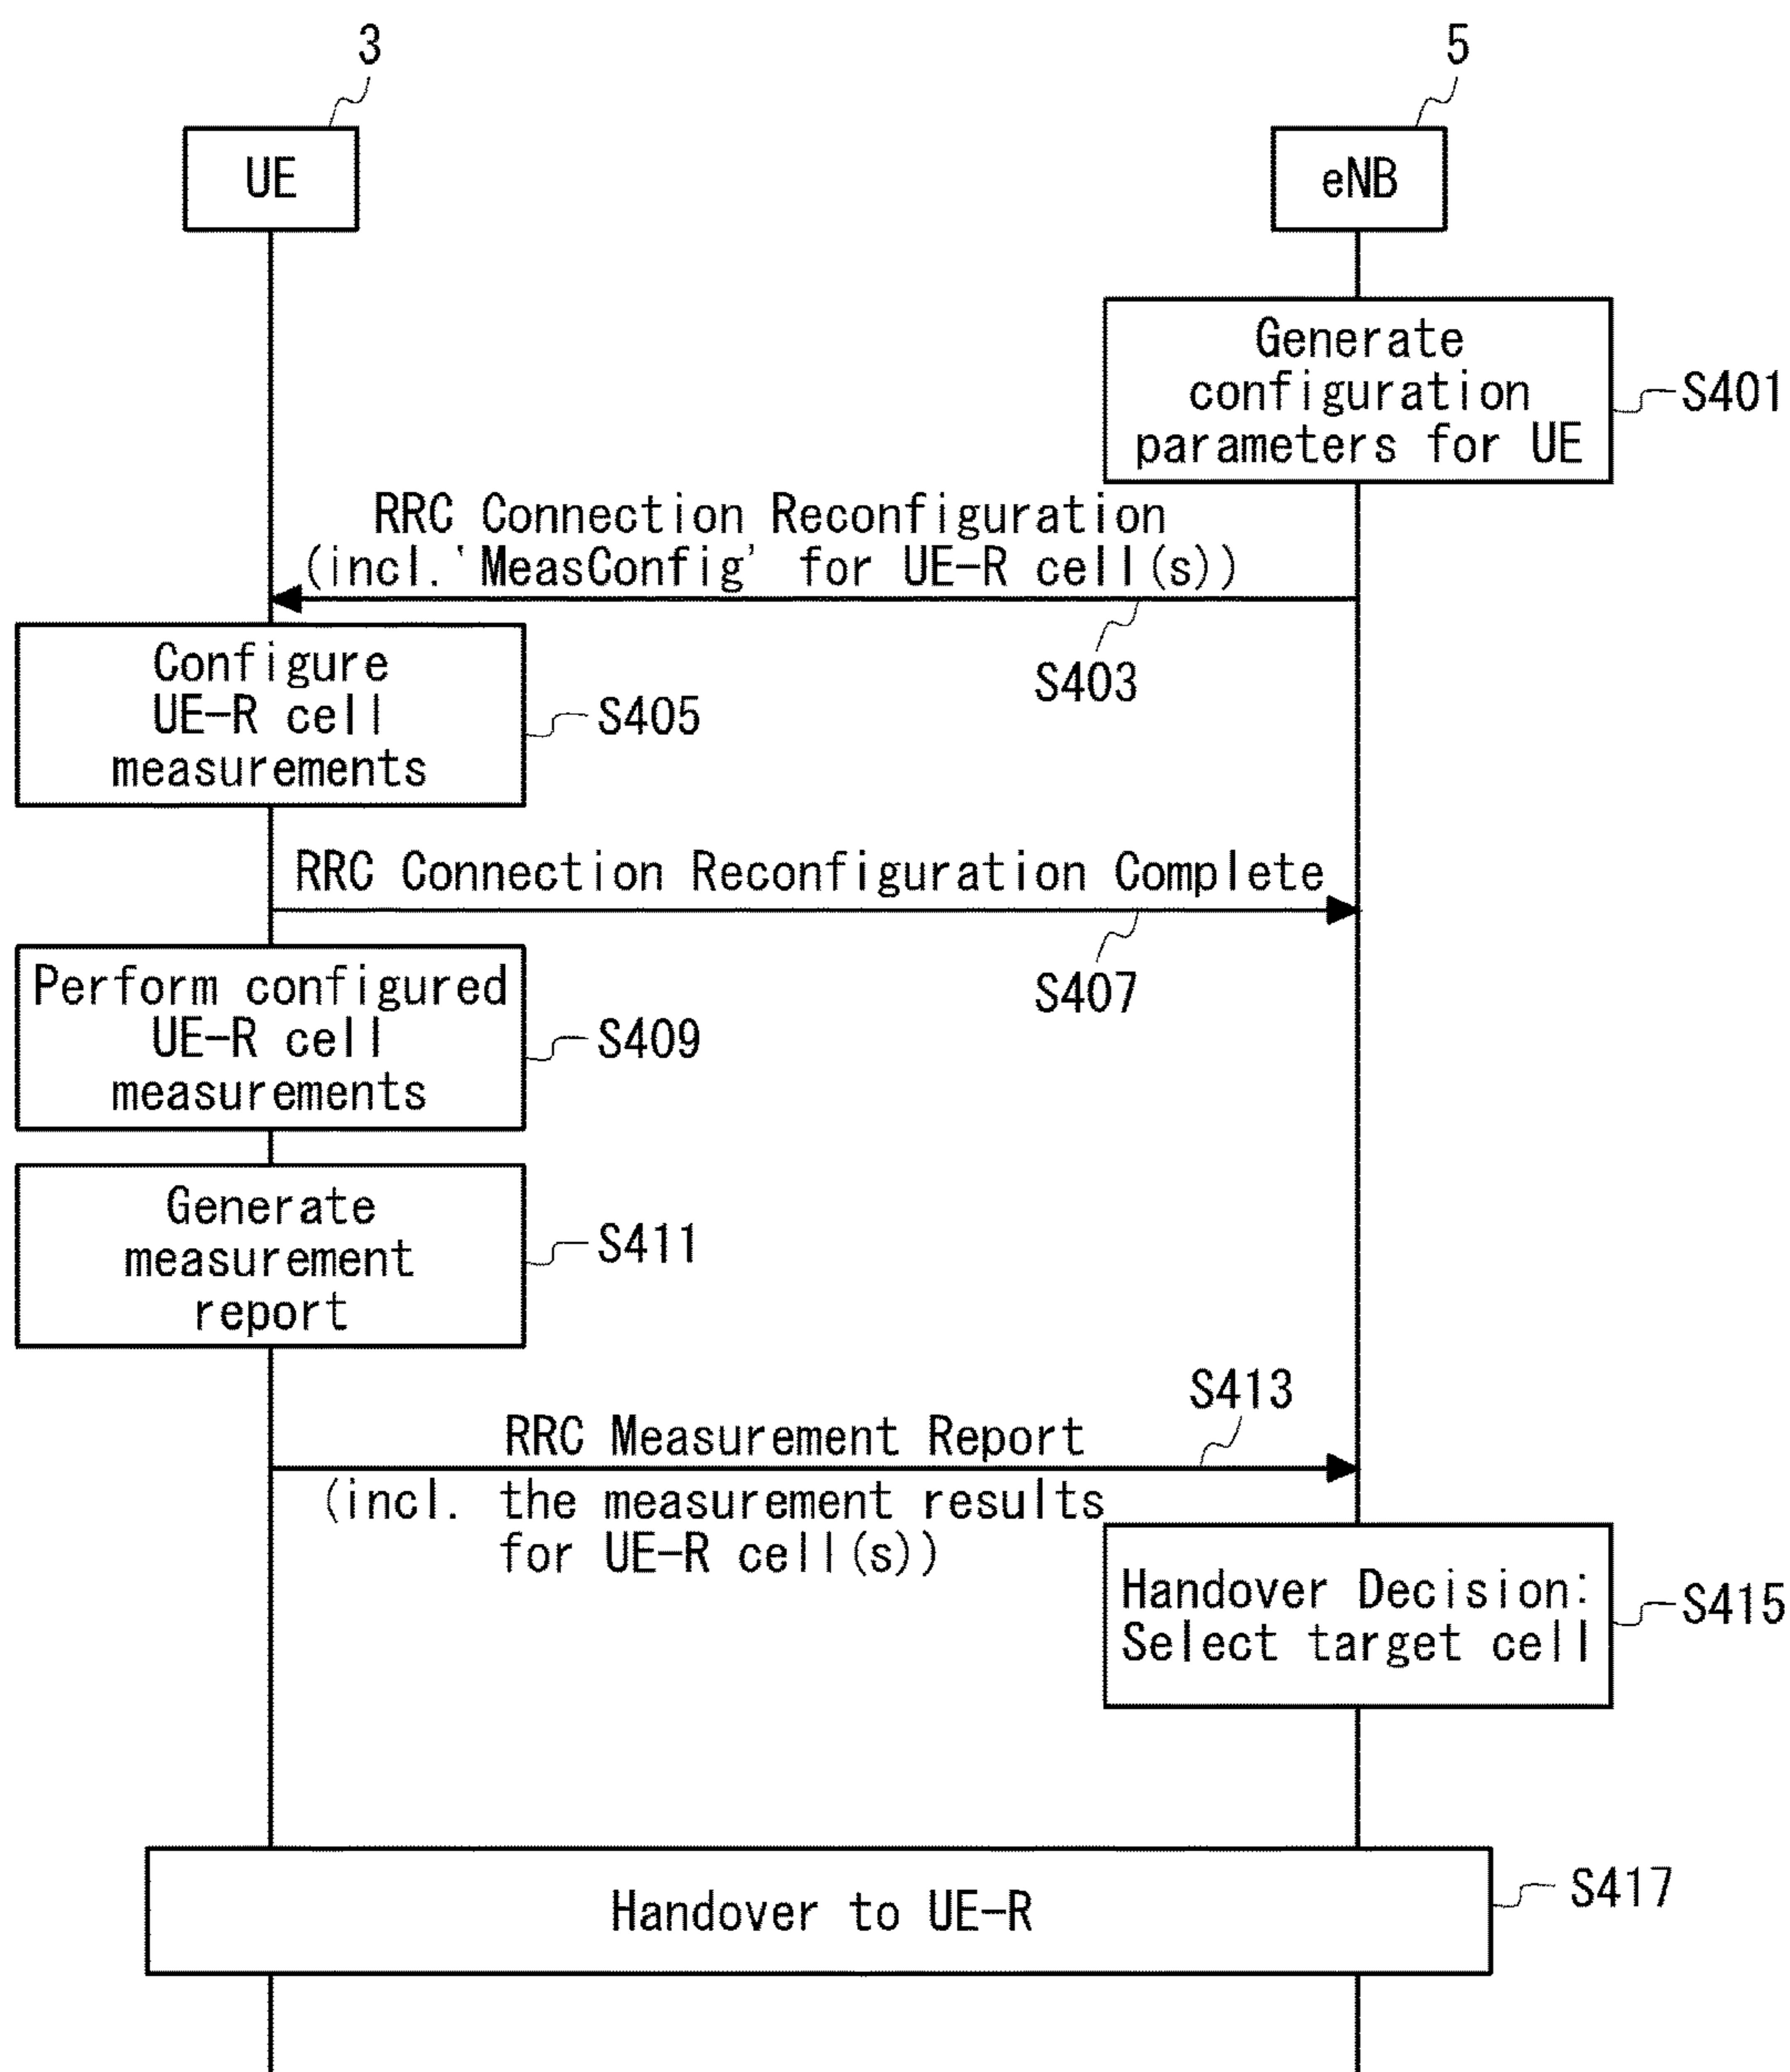 3
5
UE
eNB
Generate
configuration
parameters for UE
S401
RRC Connection Reconfiguration
(incl.‘MeasConfig’ for UE-R cell(s))
S403
Configure
UE-R cell
measurements
S405
RRC Connection Reconfiguration Complete
S407
Perform configured
UE-R cell
measurements
S409
Generate
measurement
report
S411
S413
RRC Measurement Report
(incl. the measurement results
for UE-R cell(s))
Handover Decision:
Select target cell
S415
Handover to UE-R
S417